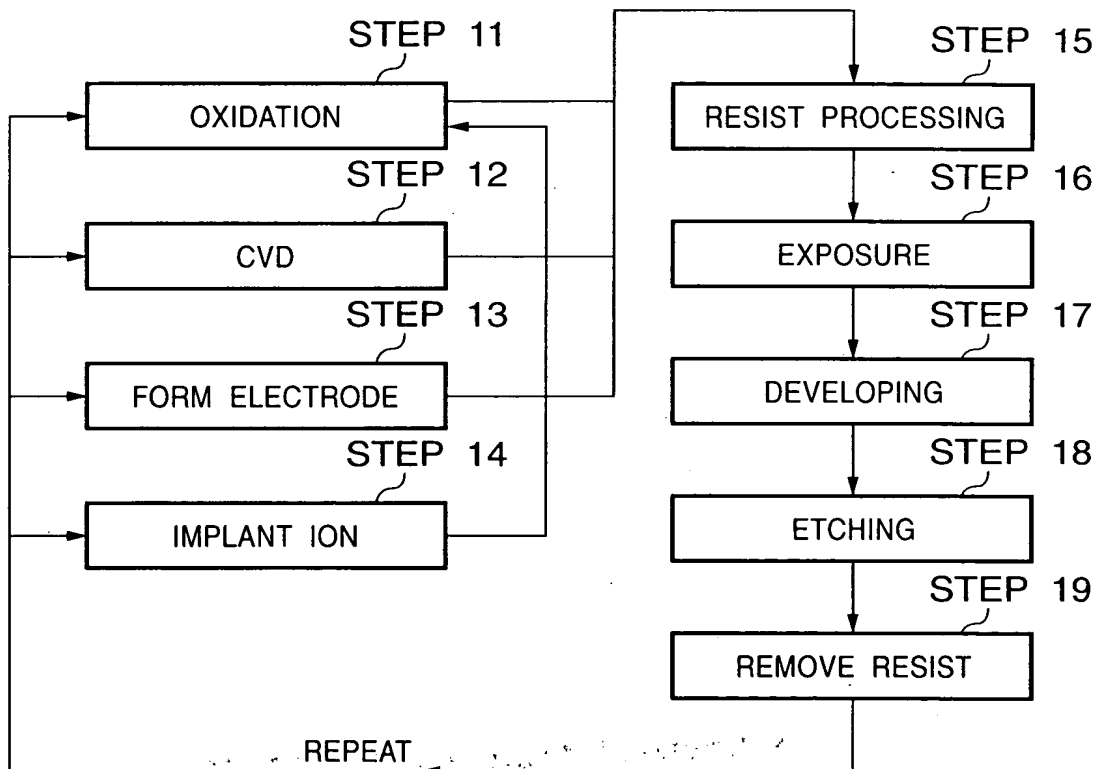 STEP 11
OXIDATION
STEP 12
CVD
STEP 13
FORM ELECTRODE
STEP 14
IMPLANT ION
STEP 15
RESIST PROCESSING
STEP 16
EXPOSURE
STEP 17
DEVELOPING
STEP 18
ETCHING
STEP 19
REMOVE RESIST
REPEAT